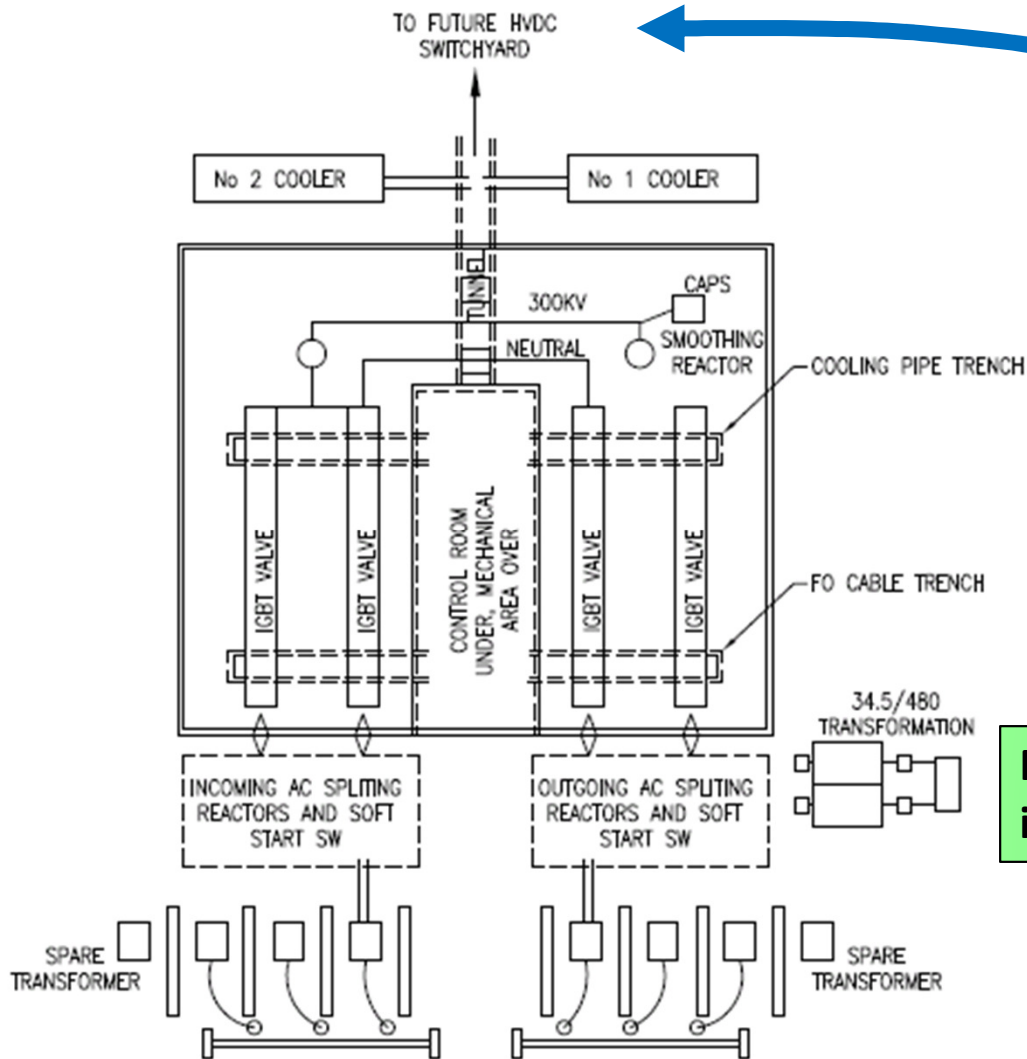 TO FUTURE HVDC
SWITCHYARD
No 2 COOLER
No 1 COOLER
TUNNEL
300KV
CAPS
SMOOTHING
REACTOR
NEUTRAL
COOLING PIPE TRENCH
IGBT VALVE
IGBT VALVE
CONTROL ROOM
UNDER, MECHANICAL
AREA OVER
IGBT VALVE
IGBT VALVE
FO CABLE TRENCH
34.5/480
TRANSFORMATION
INCOMING AC SPLITING
REACTORS AND SOFT
START SW
OUTGOING AC SPLITING
REACTORS AND SOFT
START SW
SPARE
TRANSFORMER
SPARE
TRANSFORMER